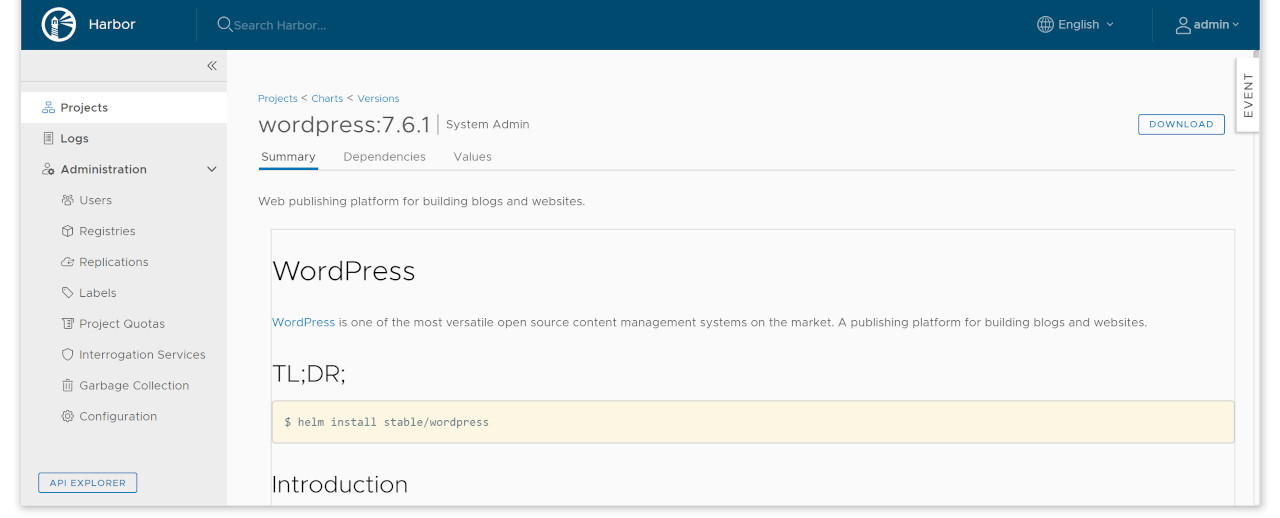 Harbor
Search Harbor...
English
admin
Projects
Logs
Administration
Users
Registries
Replications
Labels
Project Quotas
Interrogation Services
Garbage Collection
Configuration
API EXPLORER
Projects < Charts < Versions
wordpress:7.6.1 System Admin
DOWNLOAD
EVENT
Summary Dependencies Values
Web publishing platform for building blogs and websites.
WordPress
WordPress is one of the most versatile open source content management systems on the market. A publishing platform for building blogs and websites.
TL;DR;
$ helm install stable/wordpress
Introduction